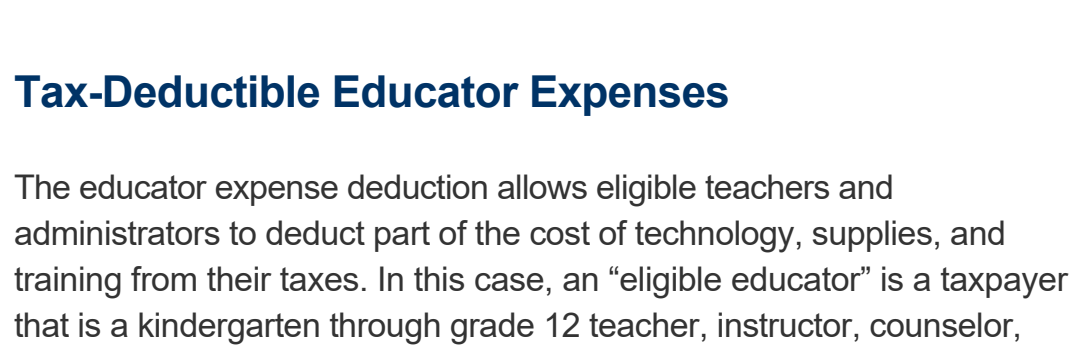 Tax-Deductible Educator Expenses
The educator expense deduction allows eligible teachers and
administrators to deduct part of the cost of technology, supplies, and
training from their taxes. In this case, an “eligible educator” is a taxpayer
that is a kindergarten through grade 12 teacher, instructor, counselor,